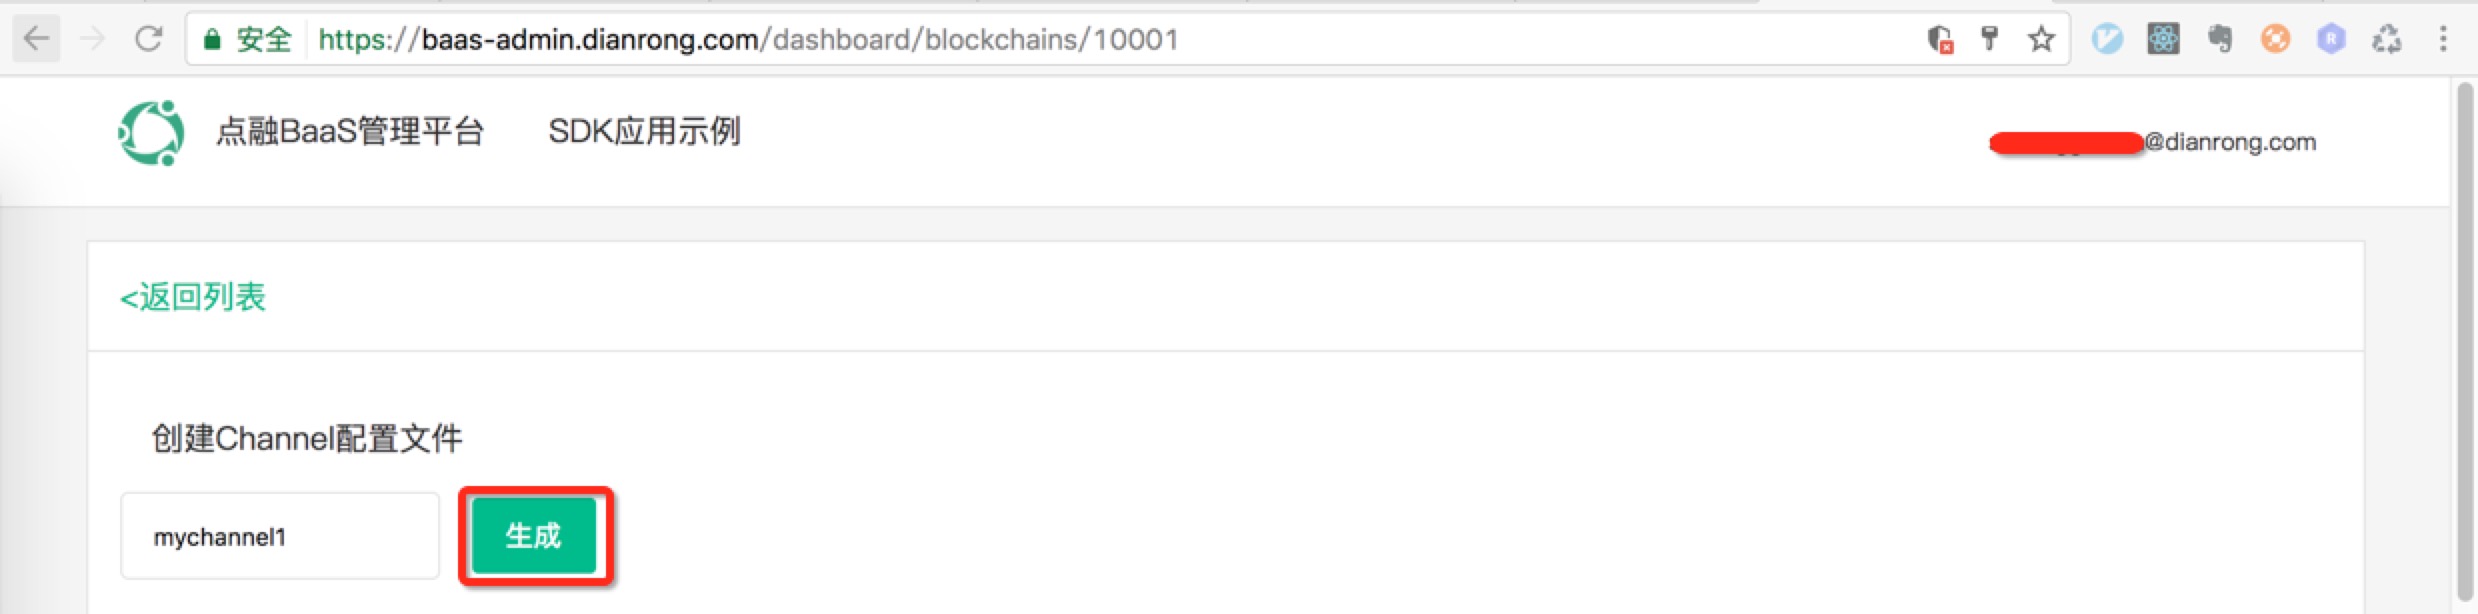 安全 https://baas-admin.dianrong.com/dashboard/blockchains/10001
点融BaaS管理平台 SDK应用示例 @dianrong.com
<返回列表
创建Channel配置文件
mychannel1 生成